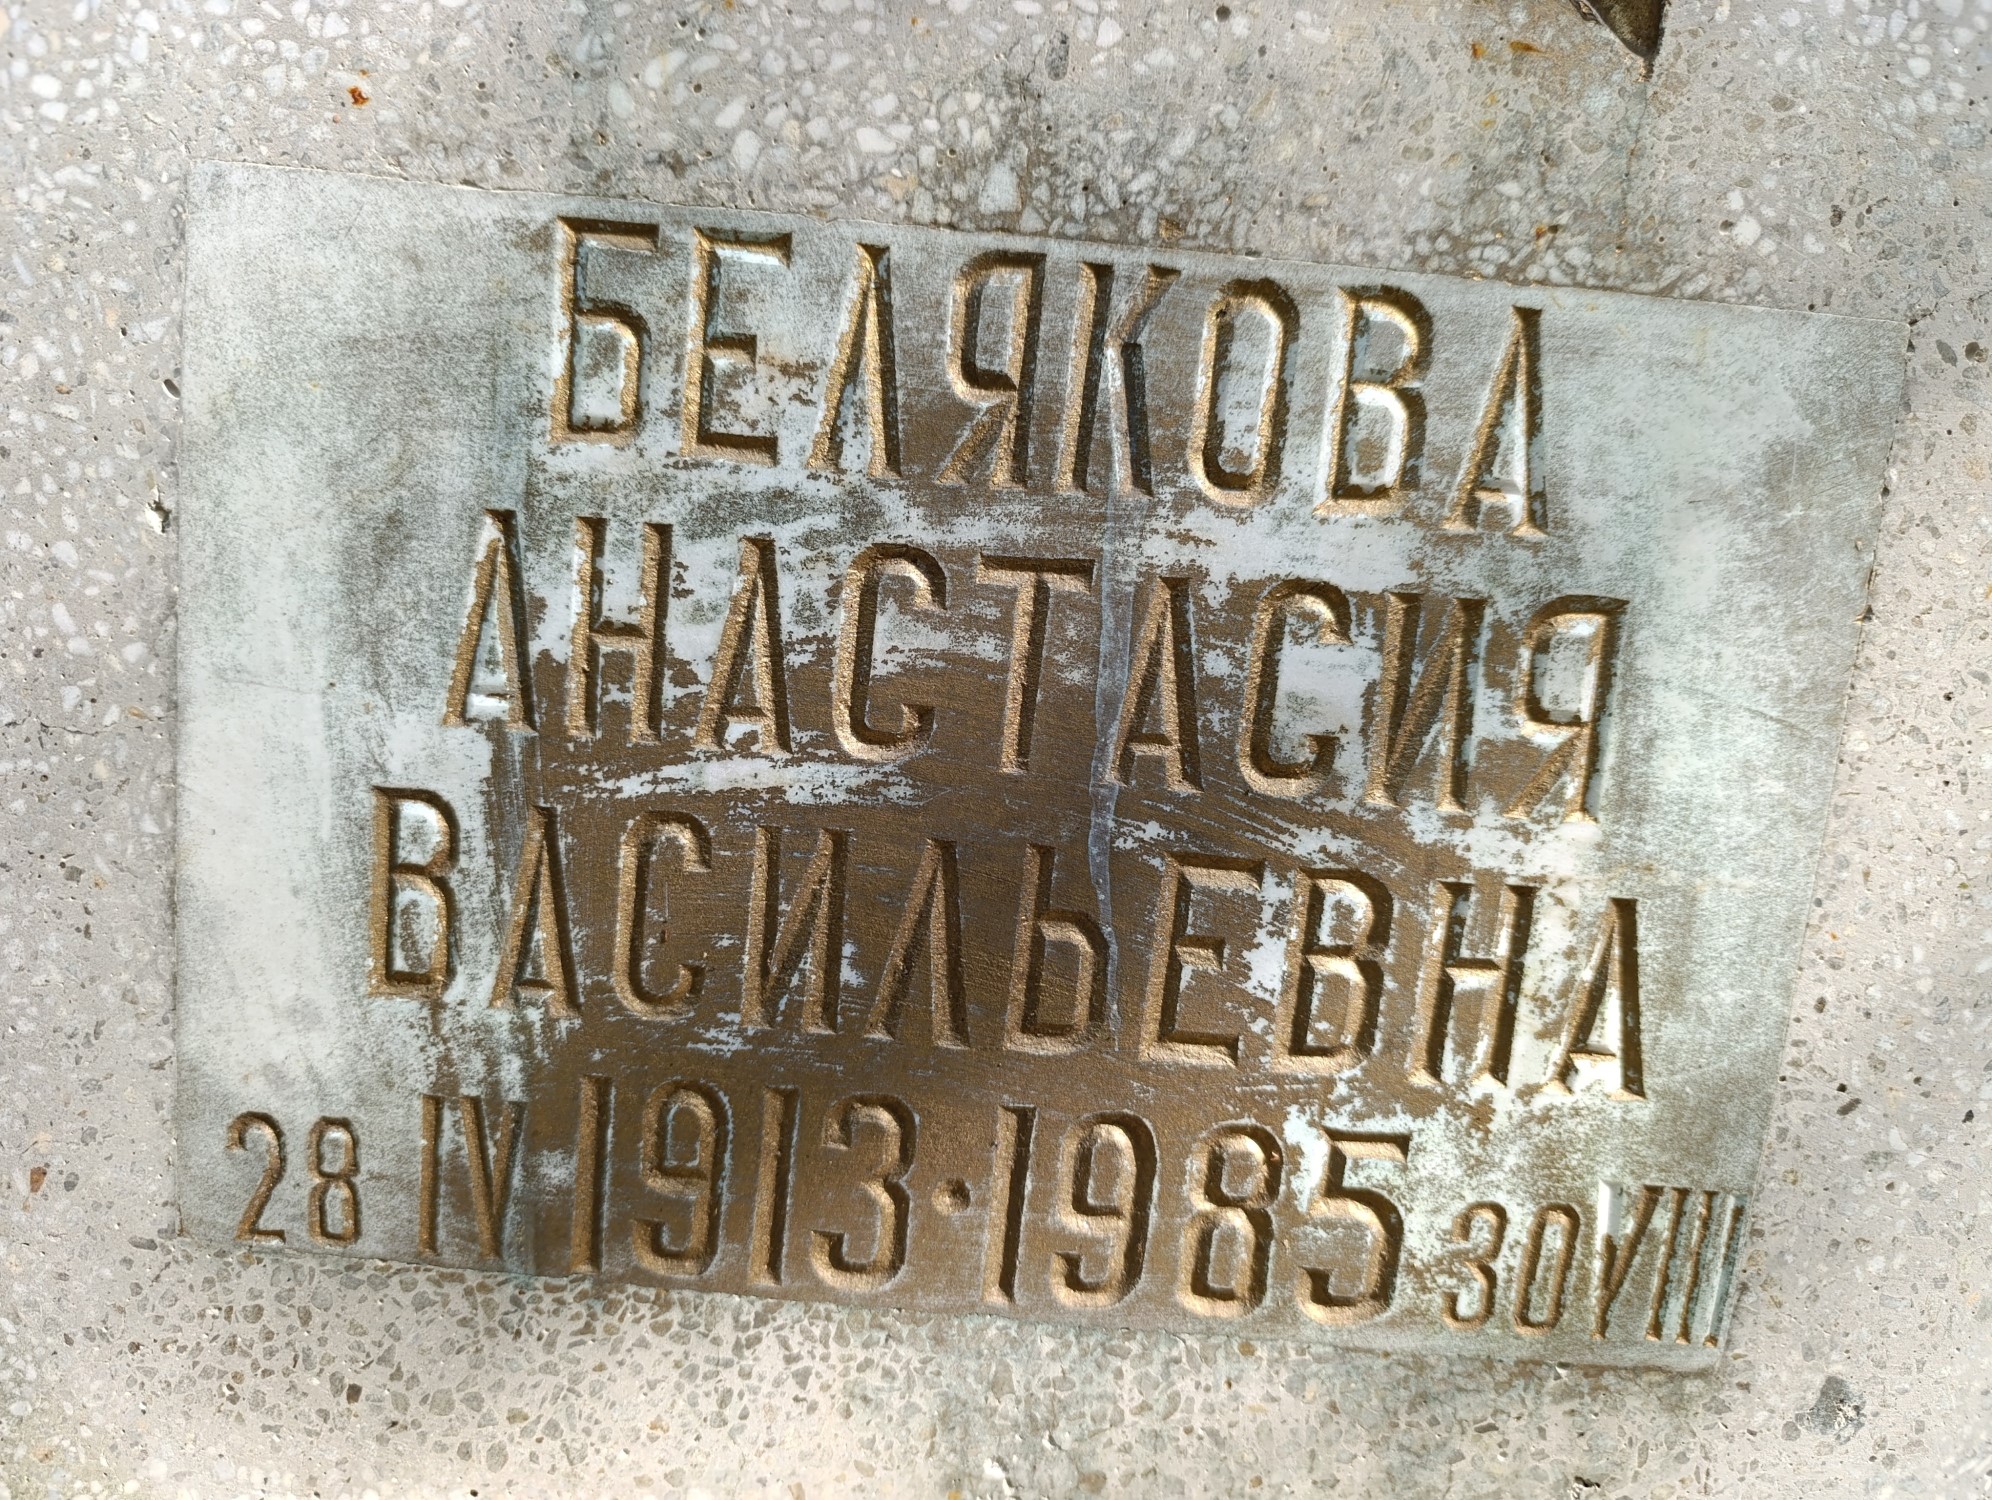 БЕЛЯКОВА
АНАСТАСИЯ
ВАСИЛЬЕВНА
28 IV 1913·1985 30 VIII